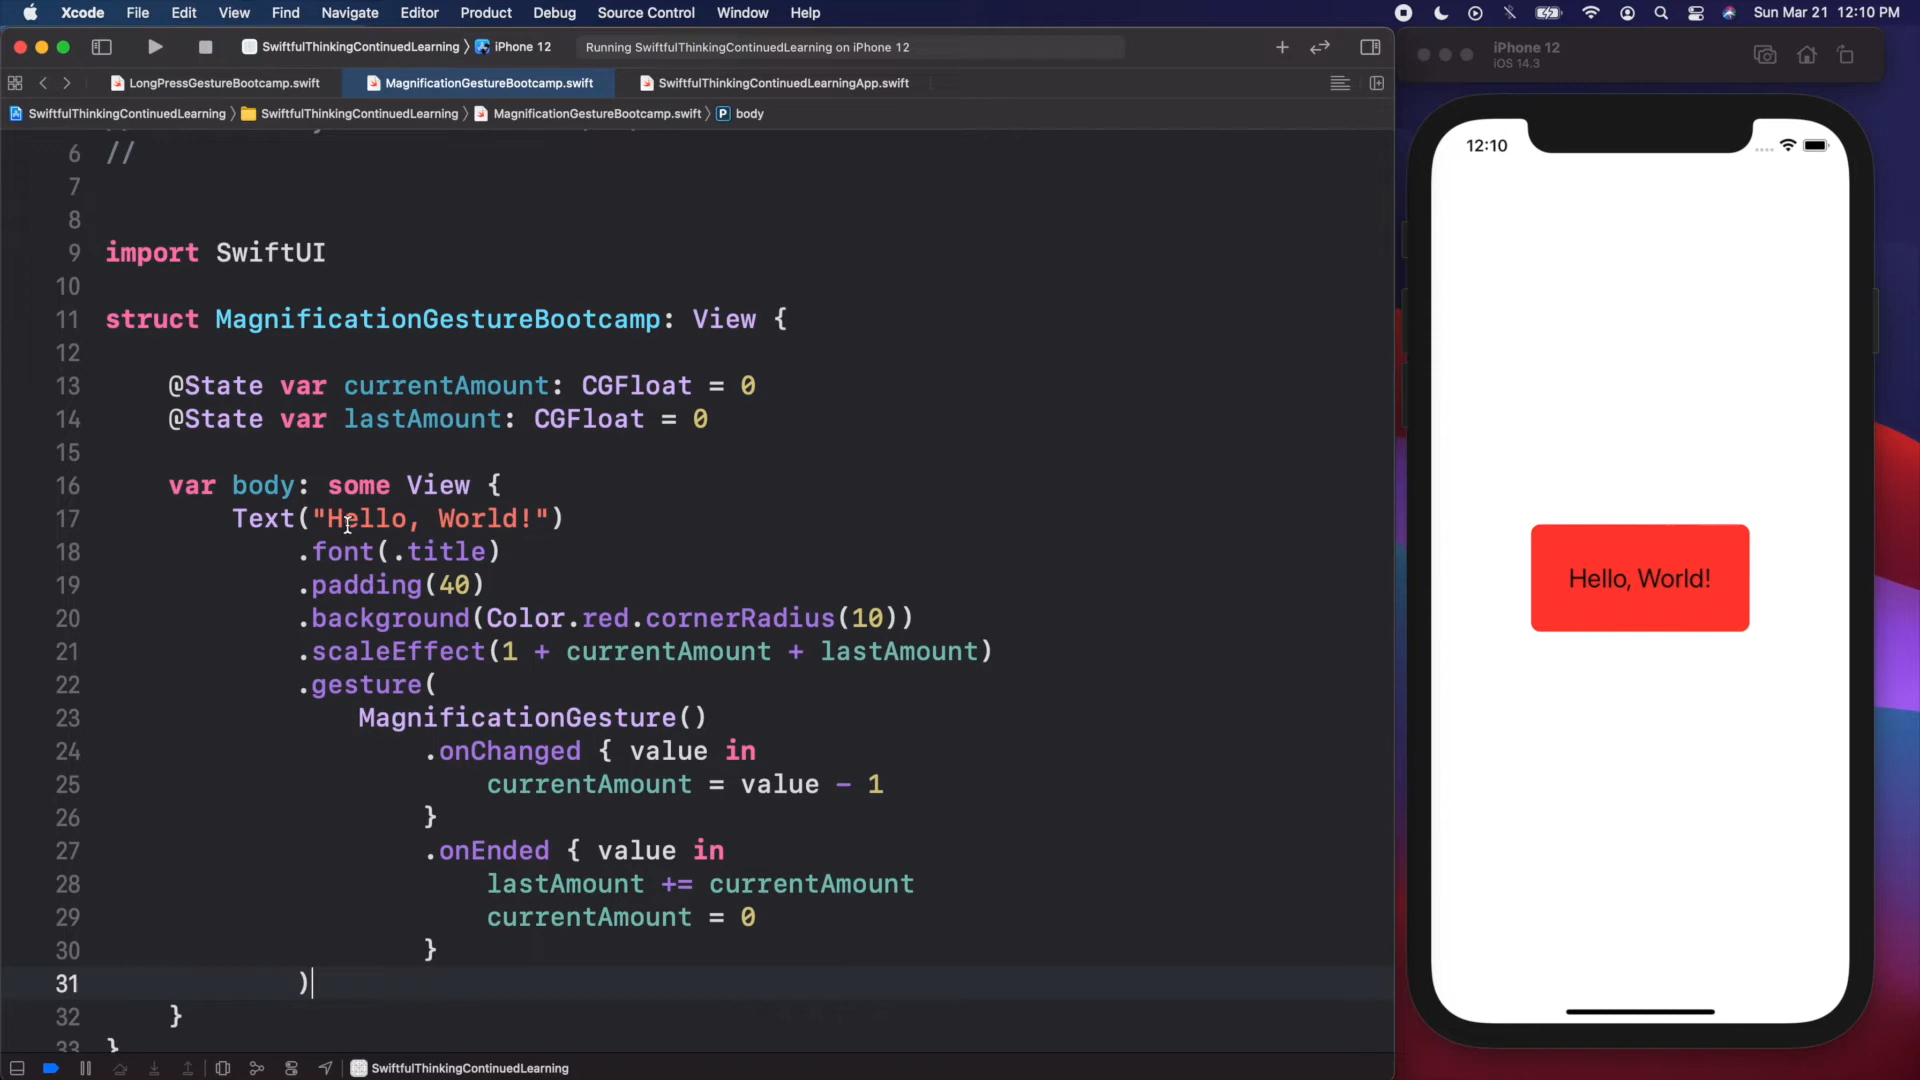 Xcode File Edit View Find Navigate Editor Product Debug Source Control Window Help Sun Mar 21 12:10 PM
SwiftfulThinkingContinuedLearning iPhone 12 Running SwiftfulThinkingContinuedLearning on iPhone 12
LongPressGestureBootcamp.swift MagnificationGestureBootcamp.swift SwiftfulThinkingContinuedLearningApp.swift
SwiftfulThinkingContinuedLearning SwiftfulThinkingContinuedLearning MagnificationGestureBootcamp.swift P body
6 //
7
8
9 import SwiftUI
10
11 struct MagnificationGestureBootcamp: View {
12
13 @State var currentAmount: CGFloat = 0
14 @State var lastAmount: CGFloat = 0
15
16 var body: some View {
17 Text("Hello, World!")
18 .font(.title)
19 .padding(40)
20 .background(Color.red.cornerRadius(10))
21 .scaleEffect(1 + currentAmount + lastAmount)
22 .gesture(
23 MagnificationGesture()
24 .onChanged { value in
25 currentAmount = value - 1
26 }
27 .onEnded { value in
28 lastAmount += currentAmount
29 currentAmount = 0
30 }
31 )
32 }
33 }
SwiftfulThinkingContinuedLearning
iPhone 12
iOS 14.3
12:10
Hello, World!